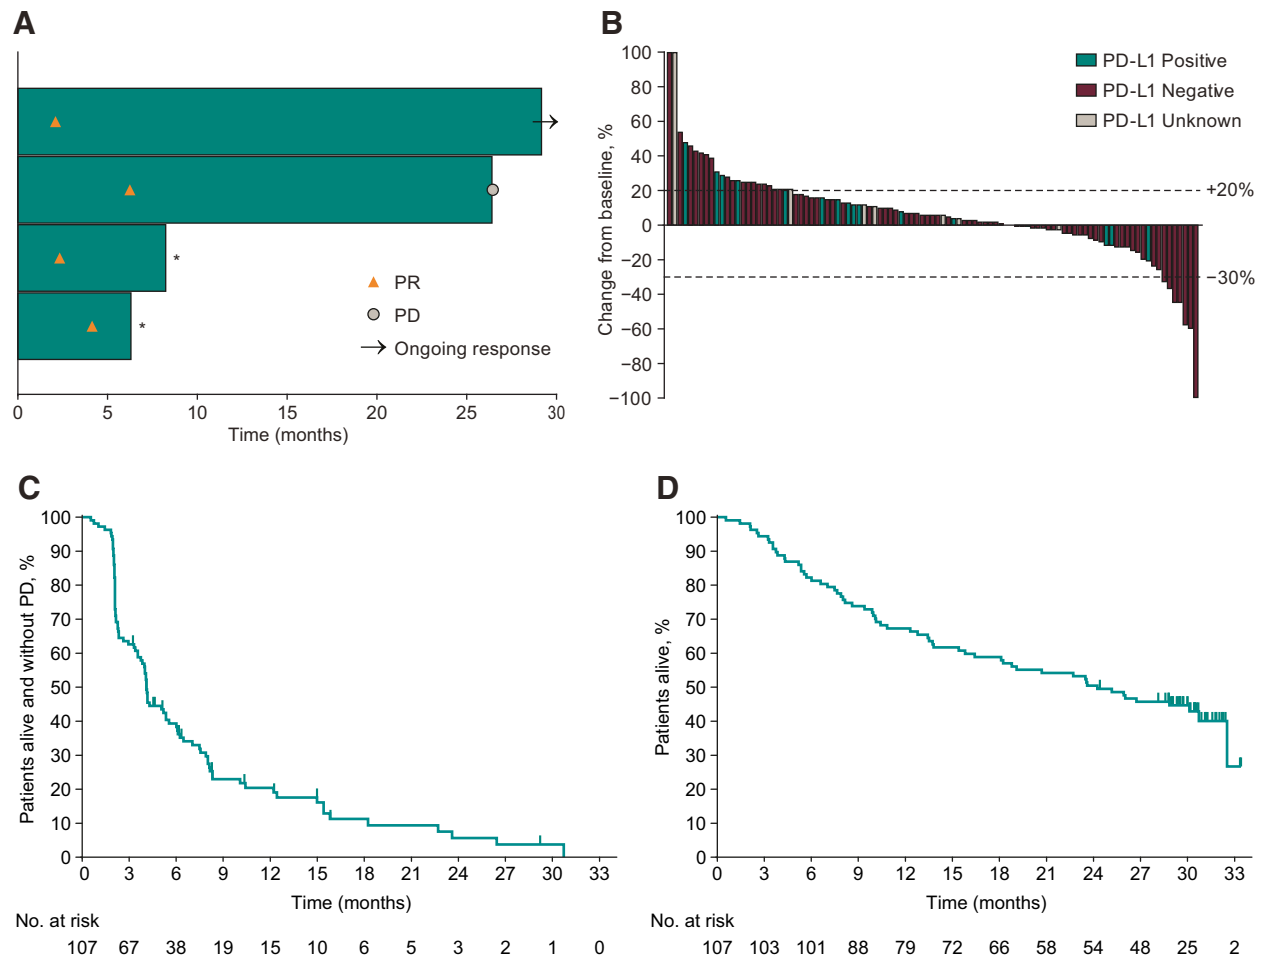 A
*
*
PR
PD
Ongoing response
0 5 10 15 20 25 30
Time (months)
B
Change from baseline, %
100
80
60
40
20
0
−20
−40
−60
−80
−100
PD-L1 Positive
PD-L1 Negative
PD-L1 Unknown
+20%
−30%
C
Patients alive and without PD, %
100
90
80
70
60
50
40
30
20
10
0
0 3 6 9 12 15 18 21 24 27 30 33
Time (months)
No. at risk
107 67 38 19 15 10 6 5 3 2 1 0
D
Patients alive, %
100
90
80
70
60
50
40
30
20
10
0
0 3 6 9 12 15 18 21 24 27 30 33
Time (months)
No. at risk
107 103 101 88 79 72 66 58 54 48 25 2